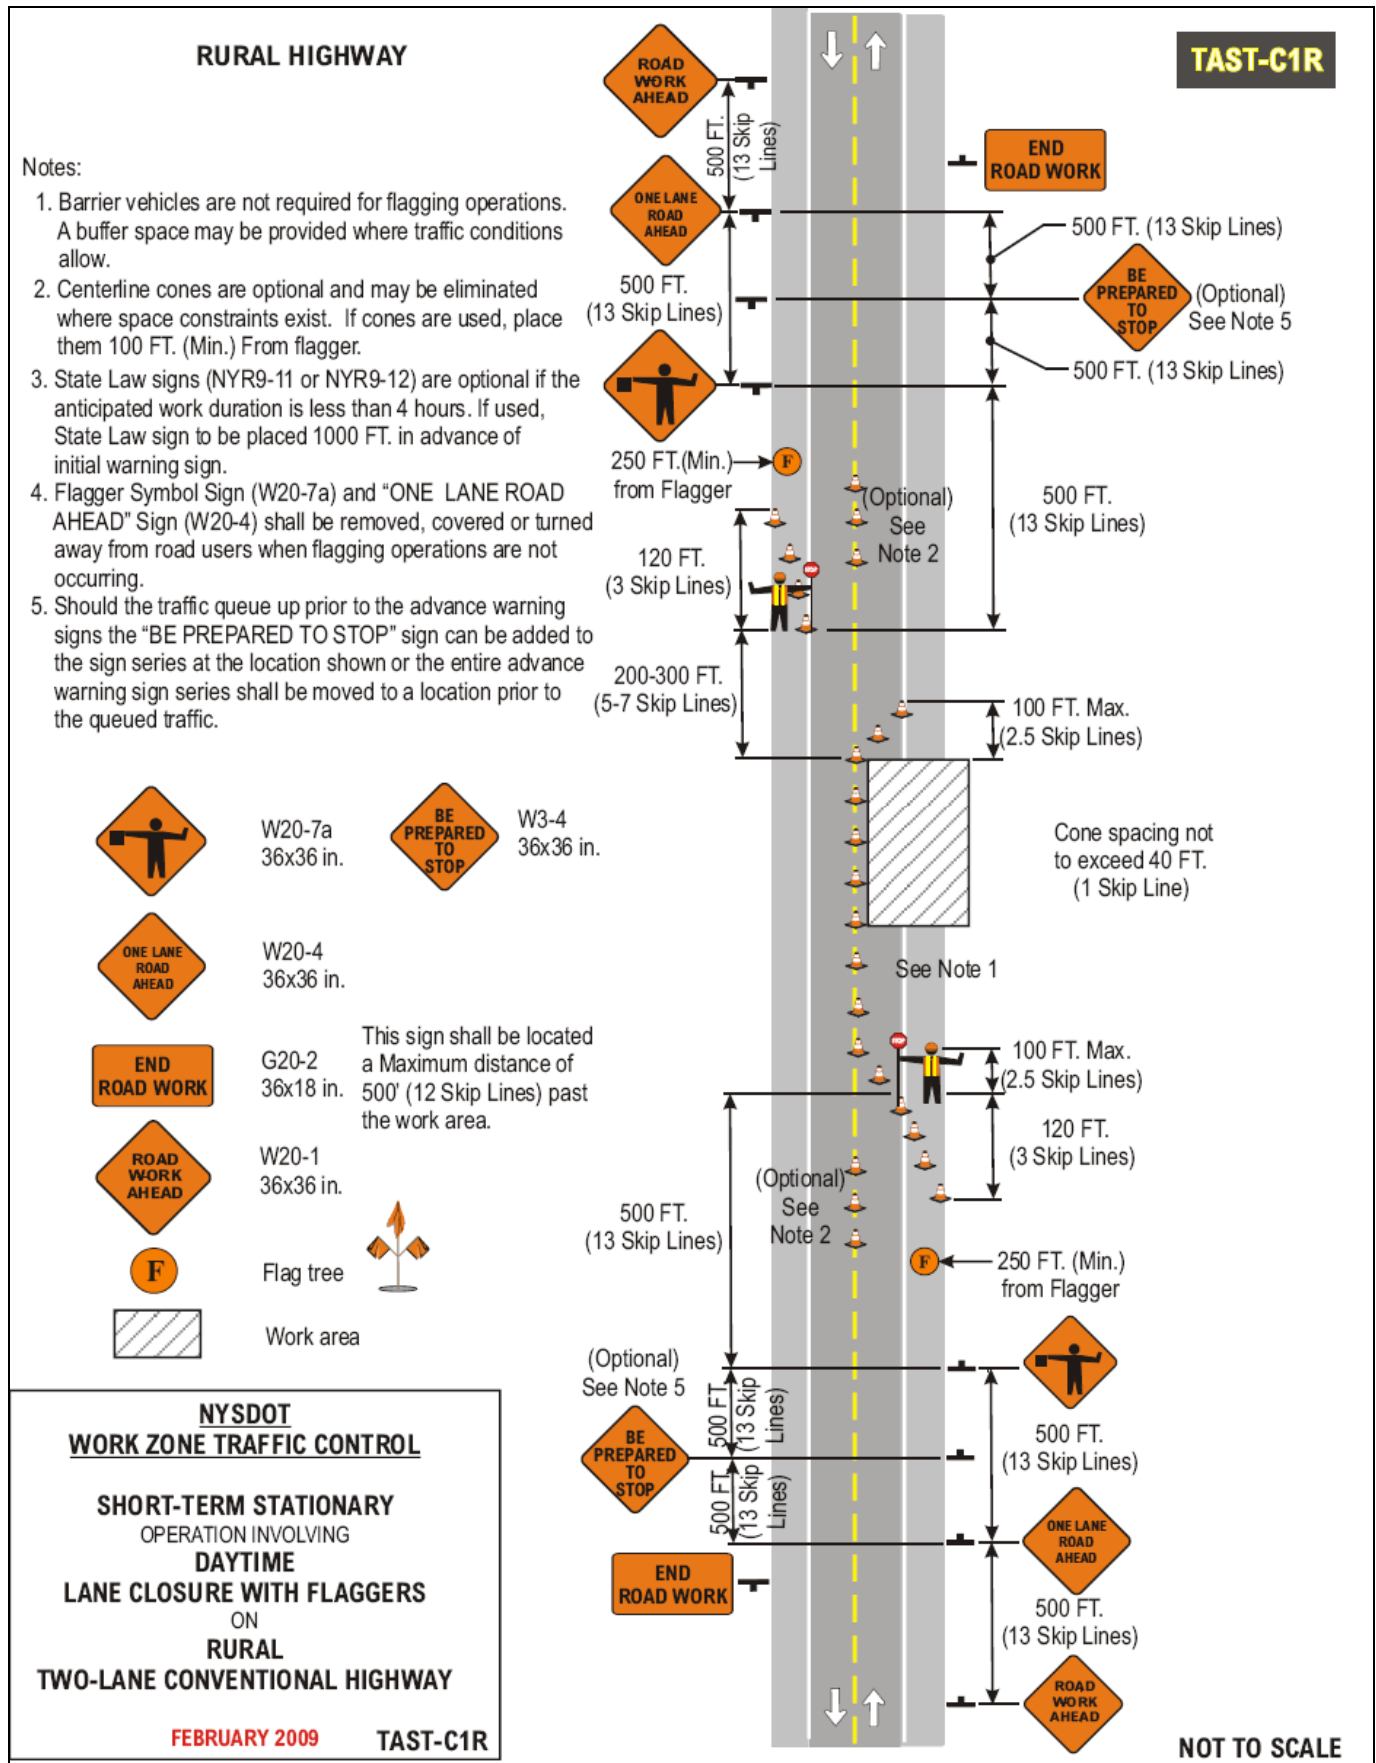 RURAL HIGHWAY
TAST-C1R
Notes:
1. Barrier vehicles are not required for flagging operations.
A buffer space may be provided where traffic conditions
allow.
2. Centerline cones are optional and may be eliminated
where space constraints exist. If cones are used, place
them 100 FT. (Min.) From flagger.
3. State Law signs (NYR9-11 or NYR9-12) are optional if the
anticipated work duration is less than 4 hours. If used,
State Law sign to be placed 1000 FT. in advance of
initial warning sign.
4. Flagger Symbol Sign (W20-7a) and “ONE LANE ROAD
AHEAD” Sign (W20-4) shall be removed, covered or turned
away from road users when flagging operations are not
occurring.
5. Should the traffic queue up prior to the advance warning
signs the “BE PREPARED TO STOP” sign can be added to
the sign series at the location shown or the entire advance
warning sign series shall be moved to a location prior to
the queued traffic.
W20-7a
36x36 in.
BE
PREPARED
TO
STOP
W3-4
36x36 in.
ONE LANE
ROAD
AHEAD
W20-4
36x36 in.
END
ROAD WORK
G20-2
36x18 in.
This sign shall be located
a Maximum distance of
500' (12 Skip Lines) past
the work area.
ROAD
WORK
AHEAD
W20-1
36x36 in.
F
Flag tree
Work area
NYSDOT
WORK ZONE TRAFFIC CONTROL
SHORT-TERM STATIONARY
OPERATION INVOLVING
DAYTIME
LANE CLOSURE WITH FLAGGERS
ON
RURAL
TWO-LANE CONVENTIONAL HIGHWAY
FEBRUARY 2009
TAST-C1R
ROAD
WORK
AHEAD
500 FT.
(13 Skip
Lines)
END
ROAD WORK
ONE LANE
ROAD
AHEAD
500 FT.
(13 Skip Lines)
500 FT. (13 Skip Lines)
BE
PREPARED
TO
STOP
(Optional)
See Note 5
500 FT. (13 Skip Lines)
250 FT.(Min.)
from Flagger
F
(Optional)
See
Note 2
500 FT.
(13 Skip Lines)
120 FT.
(3 Skip Lines)
STOP
200-300 FT.
(5-7 Skip Lines)
100 FT. Max.
(2.5 Skip Lines)
Cone spacing not
to exceed 40 FT.
(1 Skip Line)
See Note 1
STOP
100 FT. Max.
(2.5 Skip Lines)
120 FT.
(3 Skip Lines)
(Optional)
See
Note 2
500 FT.
(13 Skip Lines)
F
250 FT. (Min.)
from Flagger
(Optional)
See Note 5
500 FT
(13 Skip
Lines)
BE
PREPARED
TO
STOP
500 FT
(13 Skip
Lines)
500 FT.
(13 Skip Lines)
ONE LANE
ROAD
AHEAD
END
ROAD WORK
500 FT.
(13 Skip Lines)
ROAD
WORK
AHEAD
NOT TO SCALE